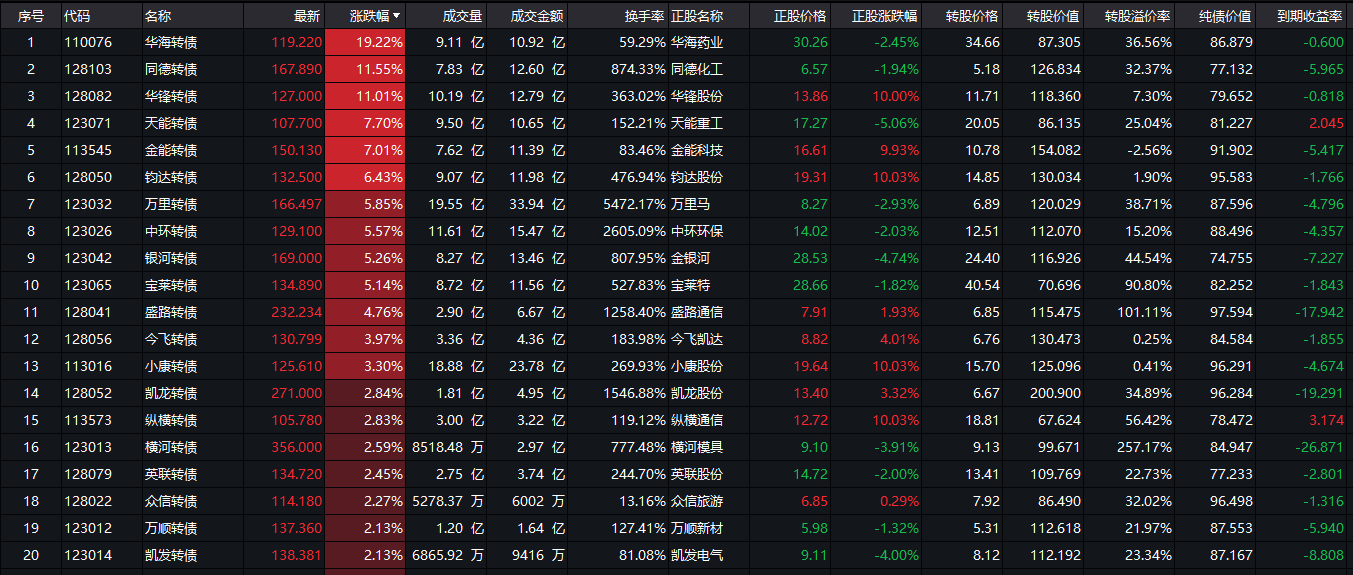 序号 代码 名称 最新 涨跌幅 成交量 成交金额 换手率 正股名称 正股价格 正股涨跌幅 转股价格 转股价值 转股溢价率 纯债价值 到期收益率
1 110076 华海转债 119.220 19.22% 9.11 亿 10.92 亿 59.29% 华海药业 30.26 -2.45% 34.66 87.305 36.56% 86.879 -0.600
2 128103 同德转债 167.890 11.55% 7.83 亿 12.60 亿 874.33% 同德化工 6.57 -1.94% 5.18 126.834 32.37% 77.132 -5.965
3 128082 华锋转债 127.000 11.01% 10.19 亿 12.79 亿 363.02% 华锋股份 13.86 10.00% 11.71 118.360 7.30% 79.652 -0.818
4 123071 天能转债 107.700 7.70% 9.50 亿 10.65 亿 152.21% 天能重工 17.27 -5.06% 20.05 86.135 25.04% 81.227 2.045
5 113545 金能转债 150.130 7.01% 7.62 亿 11.39 亿 83.46% 金能科技 16.61 9.93% 10.78 154.082 -2.56% 91.902 -5.417
6 128050 钧达转债 132.500 6.43% 9.07 亿 11.98 亿 476.94% 钧达股份 19.31 10.03% 14.85 130.034 1.90% 95.583 -1.766
7 123032 万里转债 166.497 5.85% 19.55 亿 33.94 亿 5472.17% 万里马 8.27 -2.93% 6.89 120.029 38.71% 87.596 -4.796
8 123026 中环转债 129.100 5.57% 11.61 亿 15.47 亿 2605.09% 中环环保 14.02 -2.03% 12.51 112.070 15.20% 88.496 -4.357
9 123042 银河转债 169.000 5.26% 8.27 亿 13.46 亿 807.95% 金银河 28.53 -4.74% 24.40 116.926 44.54% 74.755 -7.227
10 123065 宝莱转债 134.890 5.14% 8.72 亿 11.56 亿 527.83% 宝莱特 28.66 -1.82% 40.54 70.696 90.80% 82.252 -1.843
11 128041 盛路转债 232.234 4.76% 2.90 亿 6.67 亿 1258.40% 盛路通信 7.91 1.93% 6.85 115.475 101.11% 97.594 -17.942
12 128056 今飞转债 130.799 3.97% 3.36 亿 4.36 亿 183.98% 今飞凯达 8.82 4.01% 6.76 130.473 0.25% 84.584 -1.855
13 113016 小康转债 125.610 3.30% 18.88 亿 23.78 亿 269.93% 小康股份 19.64 10.03% 15.70 125.096 0.41% 96.291 -4.674
14 128052 凯龙转债 271.000 2.84% 1.81 亿 4.95 亿 1546.88% 凯龙股份 13.40 3.32% 6.67 200.900 34.89% 96.284 -19.291
15 113573 纵横转债 105.780 2.83% 3.00 亿 3.22 亿 119.12% 纵横通信 12.72 10.03% 18.81 67.624 56.42% 78.472 3.174
16 123013 横河转债 356.000 2.59% 8518.48 万 2.97 亿 777.48% 横河模具 9.10 -3.91% 9.13 99.671 257.17% 84.947 -26.871
17 128079 英联转债 134.720 2.45% 2.75 亿 3.74 亿 244.70% 英联股份 14.72 -2.00% 13.41 109.769 22.73% 77.233 -2.801
18 128022 众信转债 114.180 2.27% 5278.37 万 6002 万 13.16% 众信旅游 6.85 0.29% 7.92 86.490 32.02% 96.498 -1.316
19 123012 万顺转债 137.360 2.13% 1.20 亿 1.64 亿 127.41% 万顺新材 5.98 -1.32% 5.31 112.618 21.97% 87.553 -5.940
20 123014 凯发转债 138.381 2.13% 6865.92 万 9416 万 81.08% 凯发电气 9.11 -4.00% 8.12 112.192 23.34% 87.167 -8.808